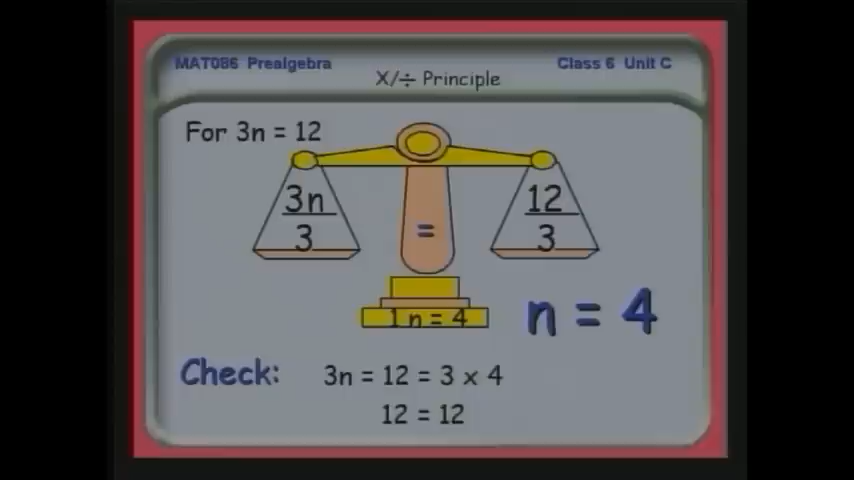 MAT086 Prealgebra
Class 6 Unit C
X/÷ Principle
For 3n = 12
3n
3
=
12
3
1n = 4
n = 4
Check:
3n = 12 = 3 x 4
12 = 12